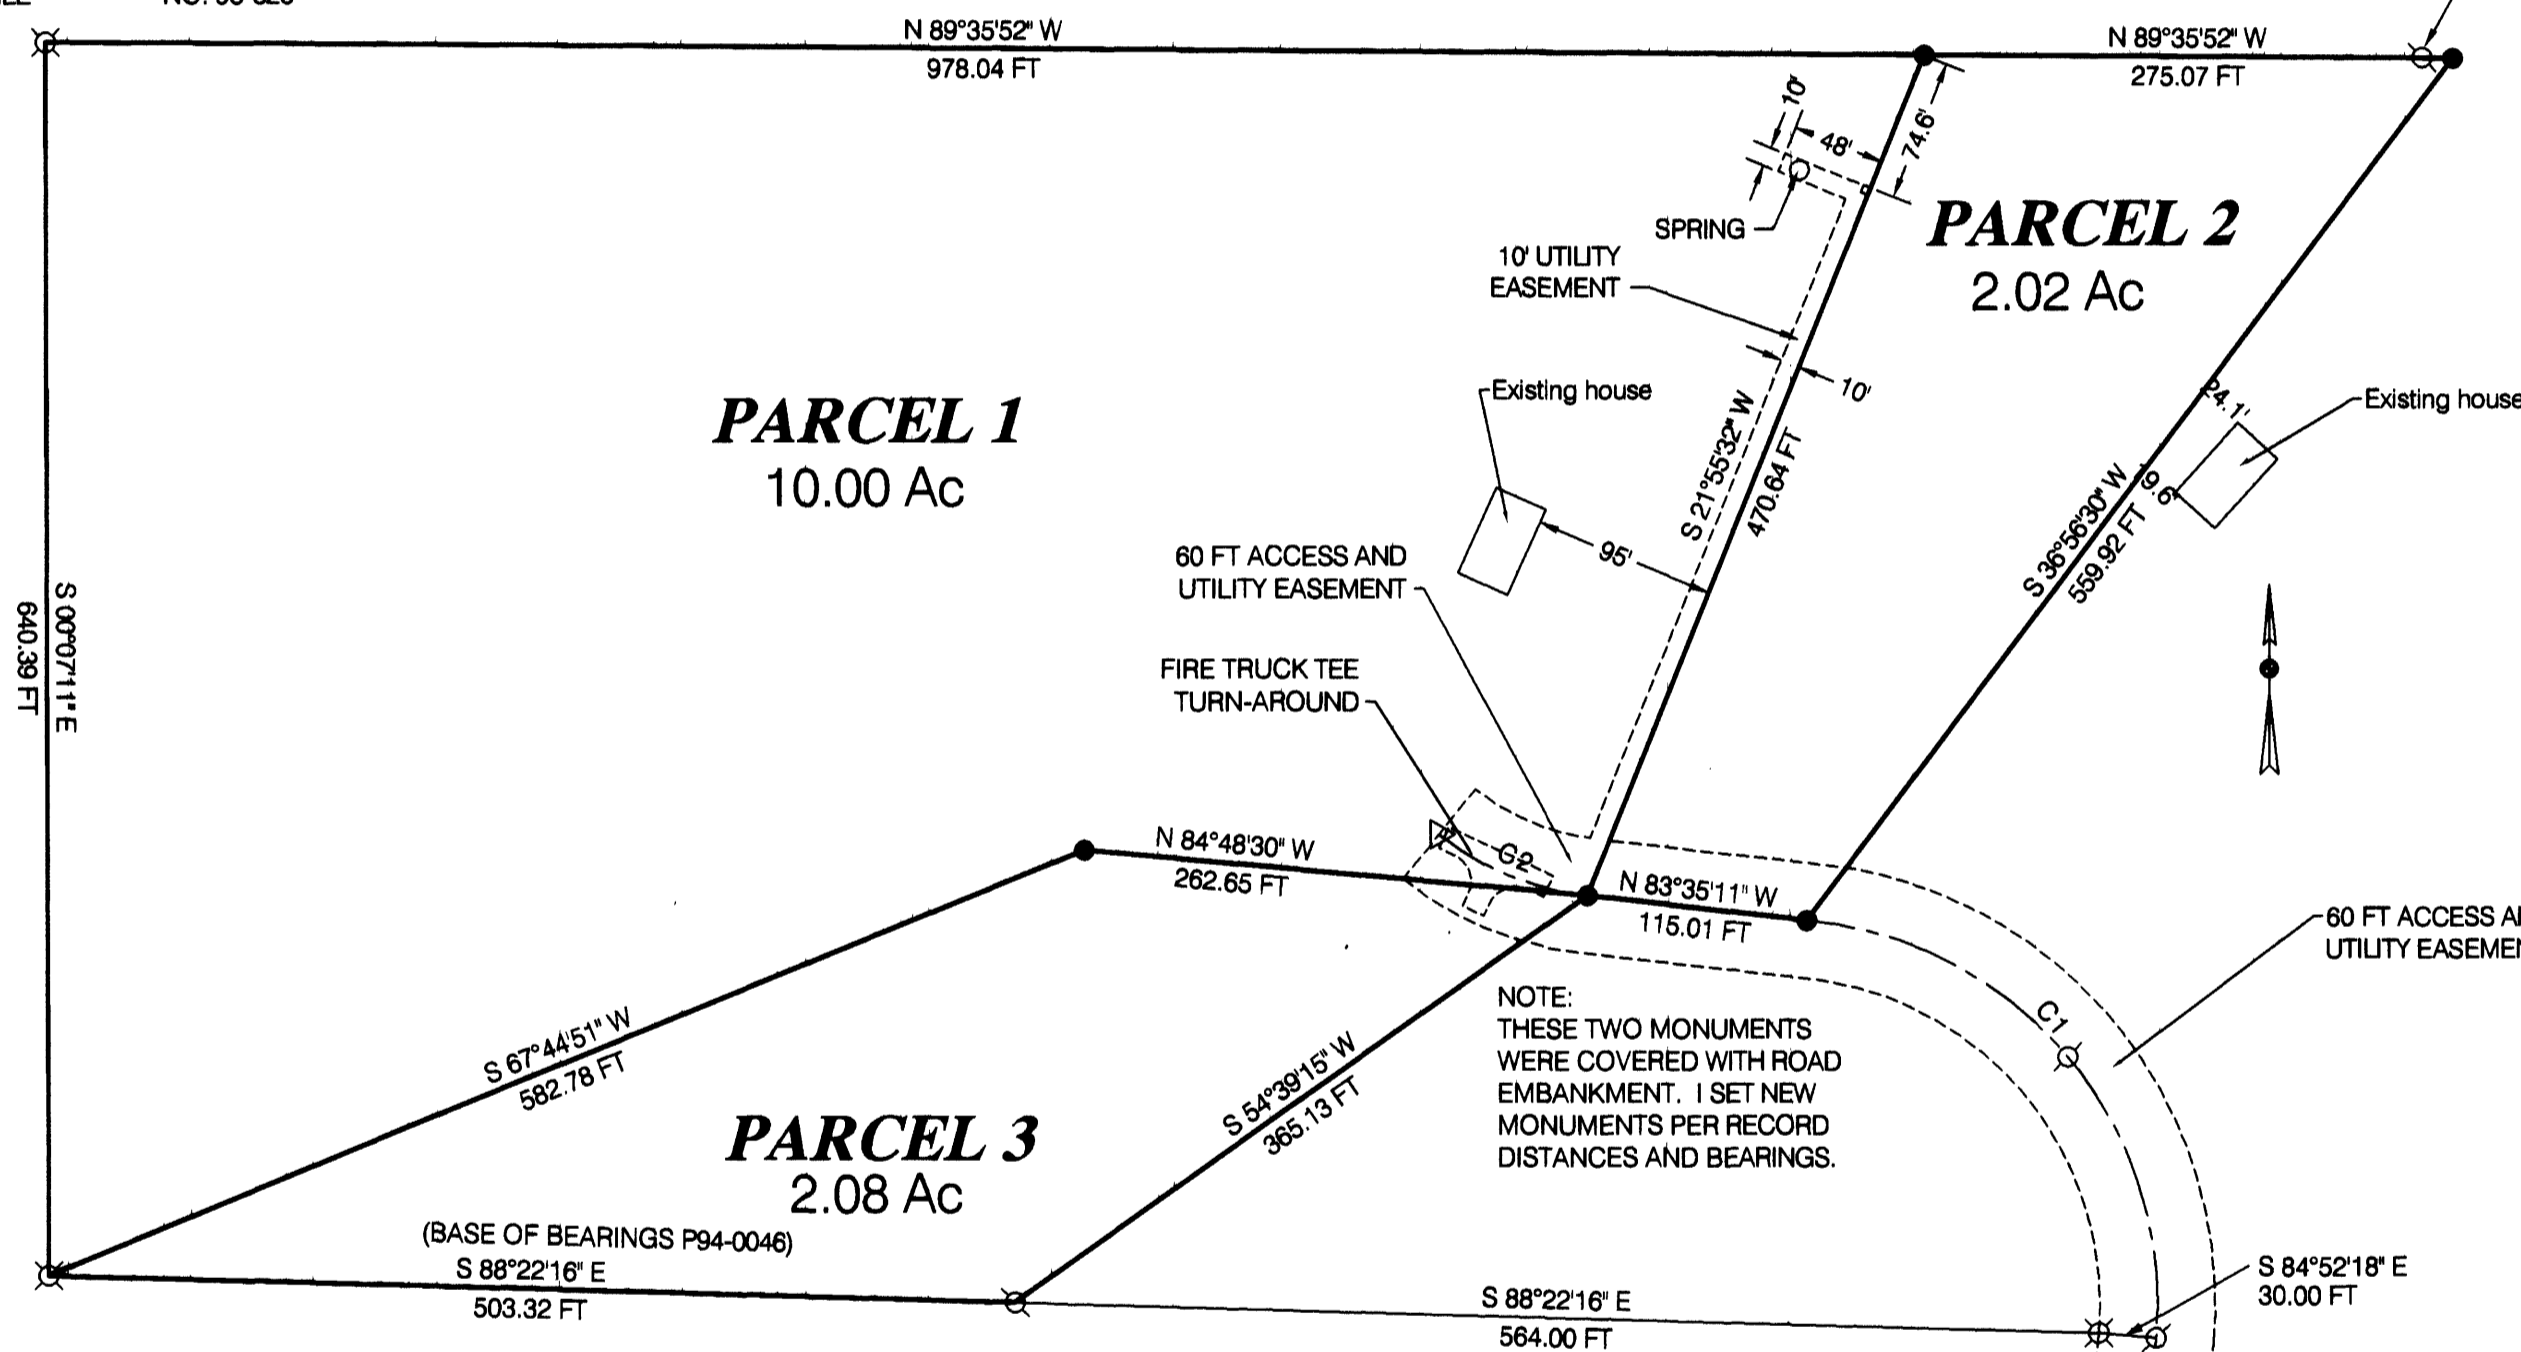 N 89°35'52" W
978.04 FT
N 89°35'52" W
275.07 FT
10'
48'
74.6'
SPRING
PARCEL 2
2.02 Ac
10' UTILITY
EASEMENT
10'
Existing house
Existing house
24.1'
PARCEL 1
10.00 Ac
S 21°55'32" W
470.64 FT
19.6'
S 36°56'30" W
559.92 FT
95'
60 FT ACCESS AND
UTILITY EASEMENT
S 00°07'11" E
640.39 FT
FIRE TRUCK TEE
TURN-AROUND
N 84°48'30" W
262.65 FT
C2
N 83°35'11" W
115.01 FT
60 FT ACCESS
UTILITY
C1
NOTE:
THESE TWO MONUMENTS
WERE COVERED WITH ROAD
EMBANKMENT. I SET NEW
MONUMENTS PER RECORD
DISTANCES AND BEARINGS.
S 67°44'51" W
582.78 FT
S 54°39'15" W
365.13 FT
PARCEL 3
2.08 Ac
(BASE OF BEARINGS P94-0046)
S 88°22'16" E
503.32 FT
S 88°22'16" E
564.00 FT
S 84°52'18" E
30.00 FT